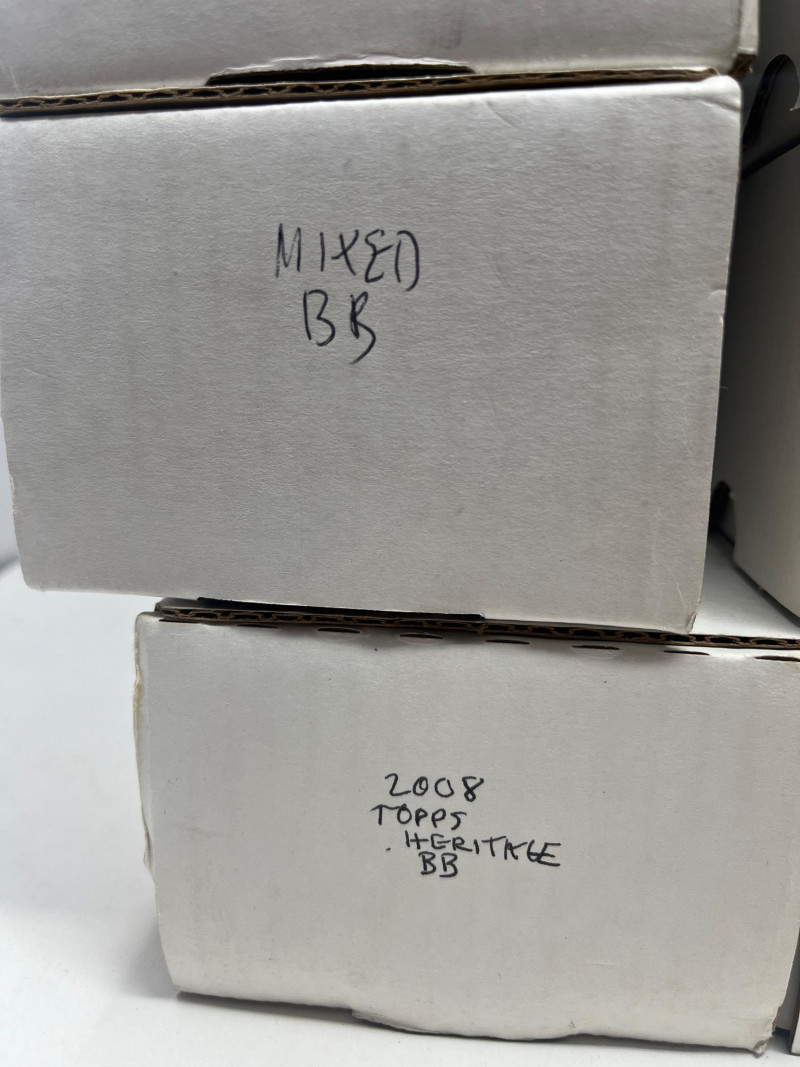 MIXED
BB
2008
TOPPS
HERITAGE
BB